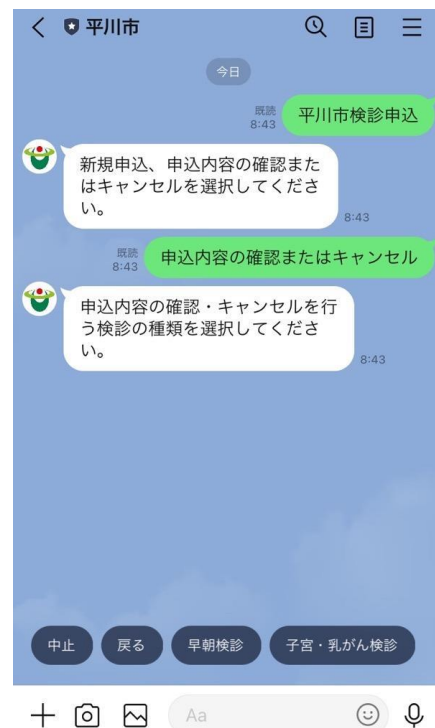 平川市
今日
既読
8:43
平川市検診申込
新規申込、申込内容の確認また
はキャンセルを選択してくださ
い。
8:43
既読
8:43
申込内容の確認またはキャンセル
申込内容の確認・キャンセルを行
う検診の種類を選択してくださ
い。
8:43
中止
戻る
早朝検診
子宮・乳がん検診
Aa